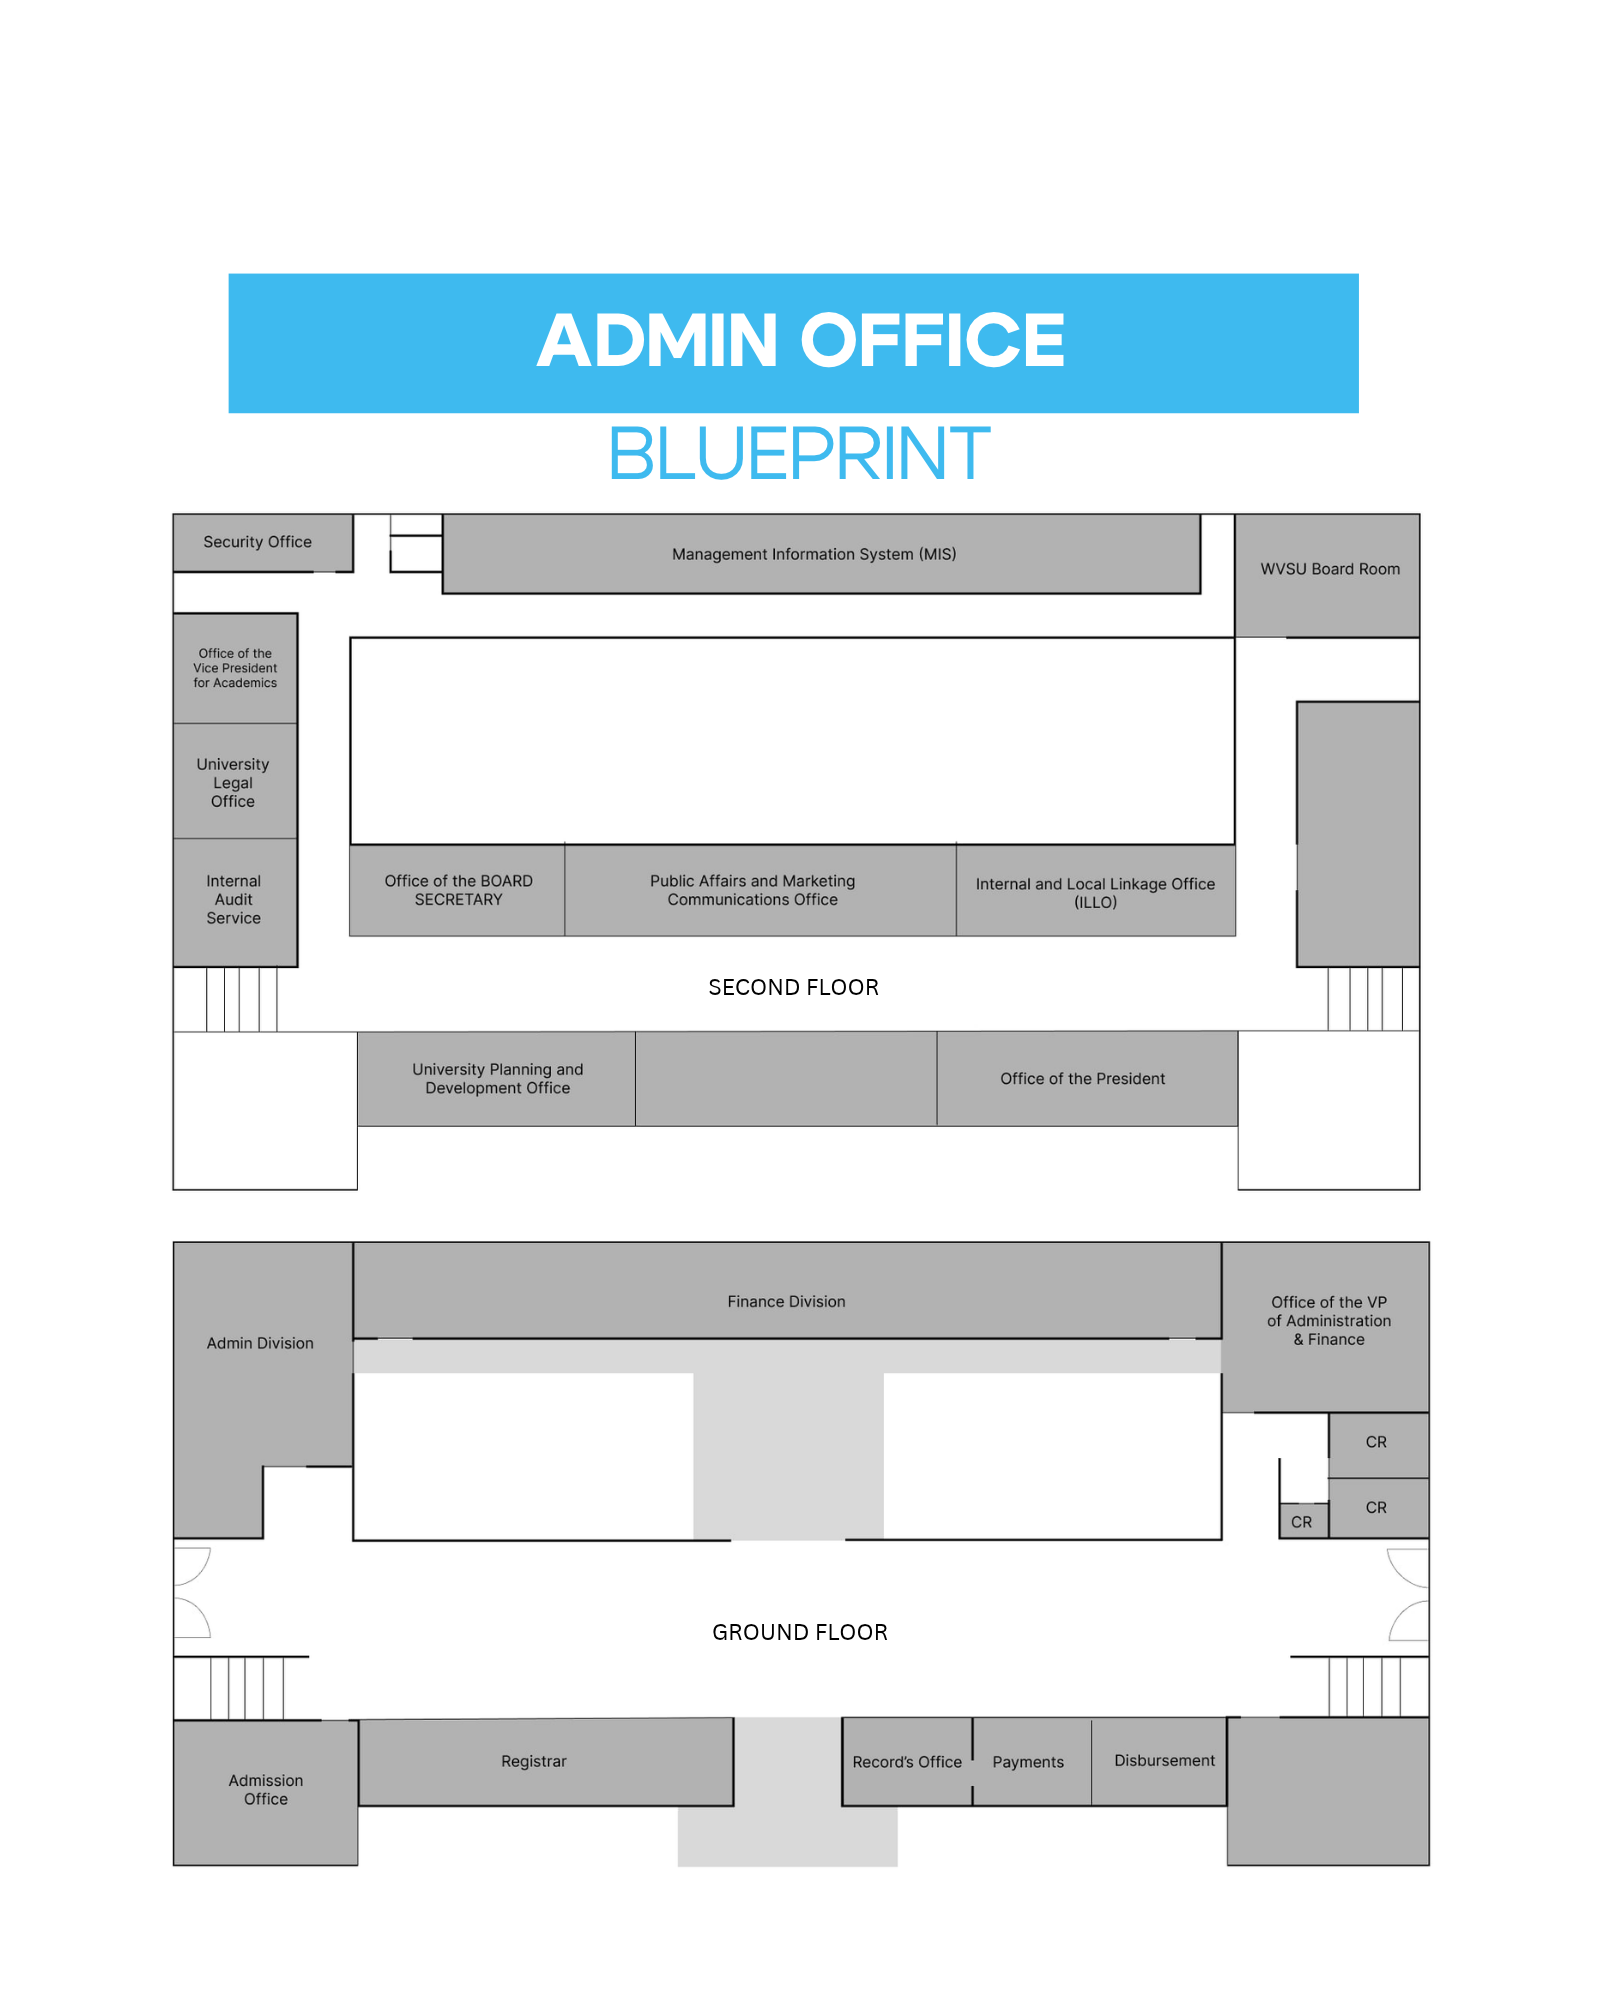 ADMIN OFFICE
BLUEPRINT
Security Office
Management Information System (MIS)
WVSU Board Room
Office of the
Vice President
for Academics
University
Legal
Office
Internal
Audit
Service
Office of the BOARD
SECRETARY
Public Affairs and Marketing
Communications Office
Internal and Local Linkage Office
(ILLO)
SECOND FLOOR
University Planning and
Development Office
Office of the President
Admin Division
Finance Division
Office of the VP
of Administration
& Finance
CR
CR
CR
GROUND FLOOR
Admission
Office
Registrar
Record's Office
Payments
Disbursement